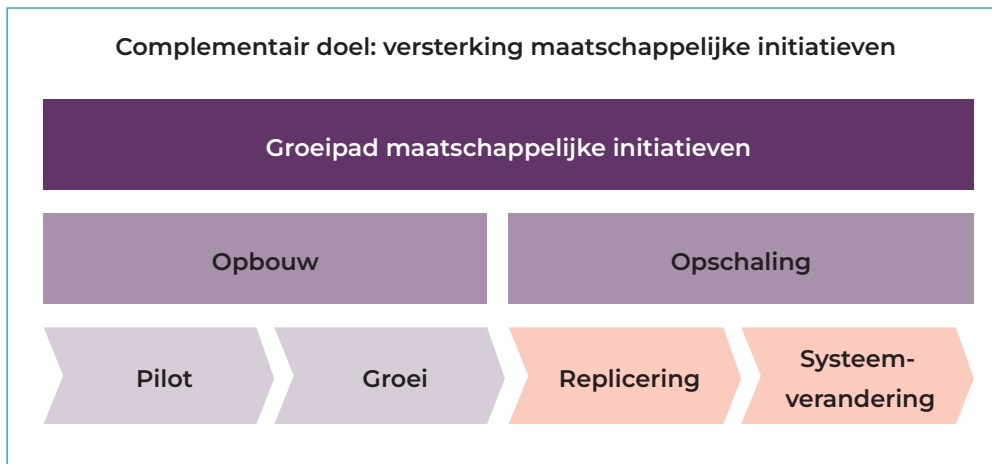 Complementair doel: versterking maatschappelijke initiatieven
Groeipad maatschappelijke initiatieven
Opbouw
Opschaling
Pilot
Groei
Replicering
Systeem-
verandering